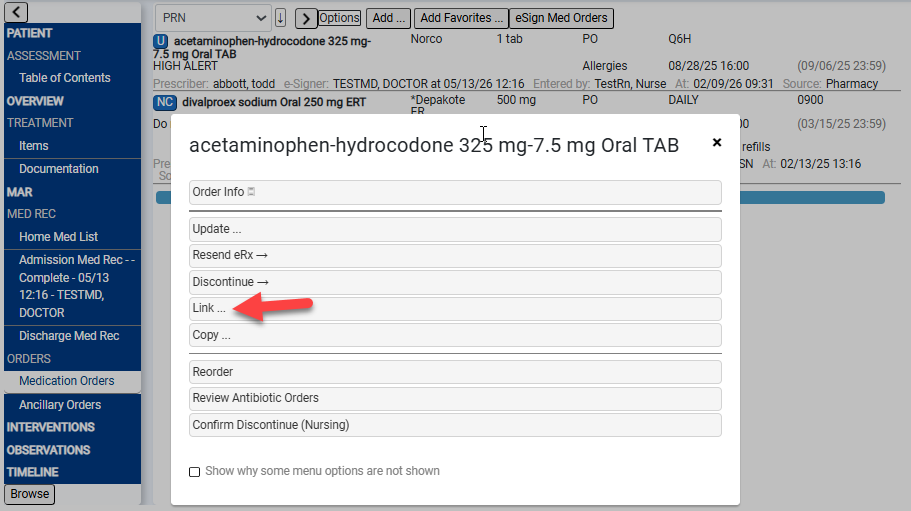 PATIENT
ASSESSMENT
Table of Contents
OVERVIEW
TREATMENT
Items
Documentation
MAR
MED REC
Home Med List
Admission Med Rec - -
Complete - 05/13
12:16 - TESTMD,
DOCTOR
Discharge Med Rec
ORDERS
Medication Orders
Ancillary Orders
INTERVENTIONS
OBSERVATIONS
TIMELINE
Browse
PRN Options Add ... Add Favorites ... eSign Med Orders
U acetaminophen-hydrocodone 325 mg- Norco 1 tab PO Q6H
7.5 mg Oral TAB
HIGH ALERT Allergies 08/28/25 16:00 (09/06/25 23:59)
Prescriber: abbott, todd e-Signer: TESTMD, DOCTOR at 05/13/26 12:16 Entered by: TestRn, Nurse At: 02/09/26 09:31 Source: Pharmacy
NC divalproex sodium Oral 250 mg ERT *Depakote 500 mg PO DAILY 0900
ER
Do 00 (03/15/25 23:59)
refills
SN At: 02/13/25 13:16
So
acetaminophen-hydrocodone 325 mg-7.5 mg Oral TAB
Order Info
Update ...
Resend eRx →
Discontinue →
Link ...
Copy ...
Reorder
Review Antibiotic Orders
Confirm Discontinue (Nursing)
Show why some menu options are not shown